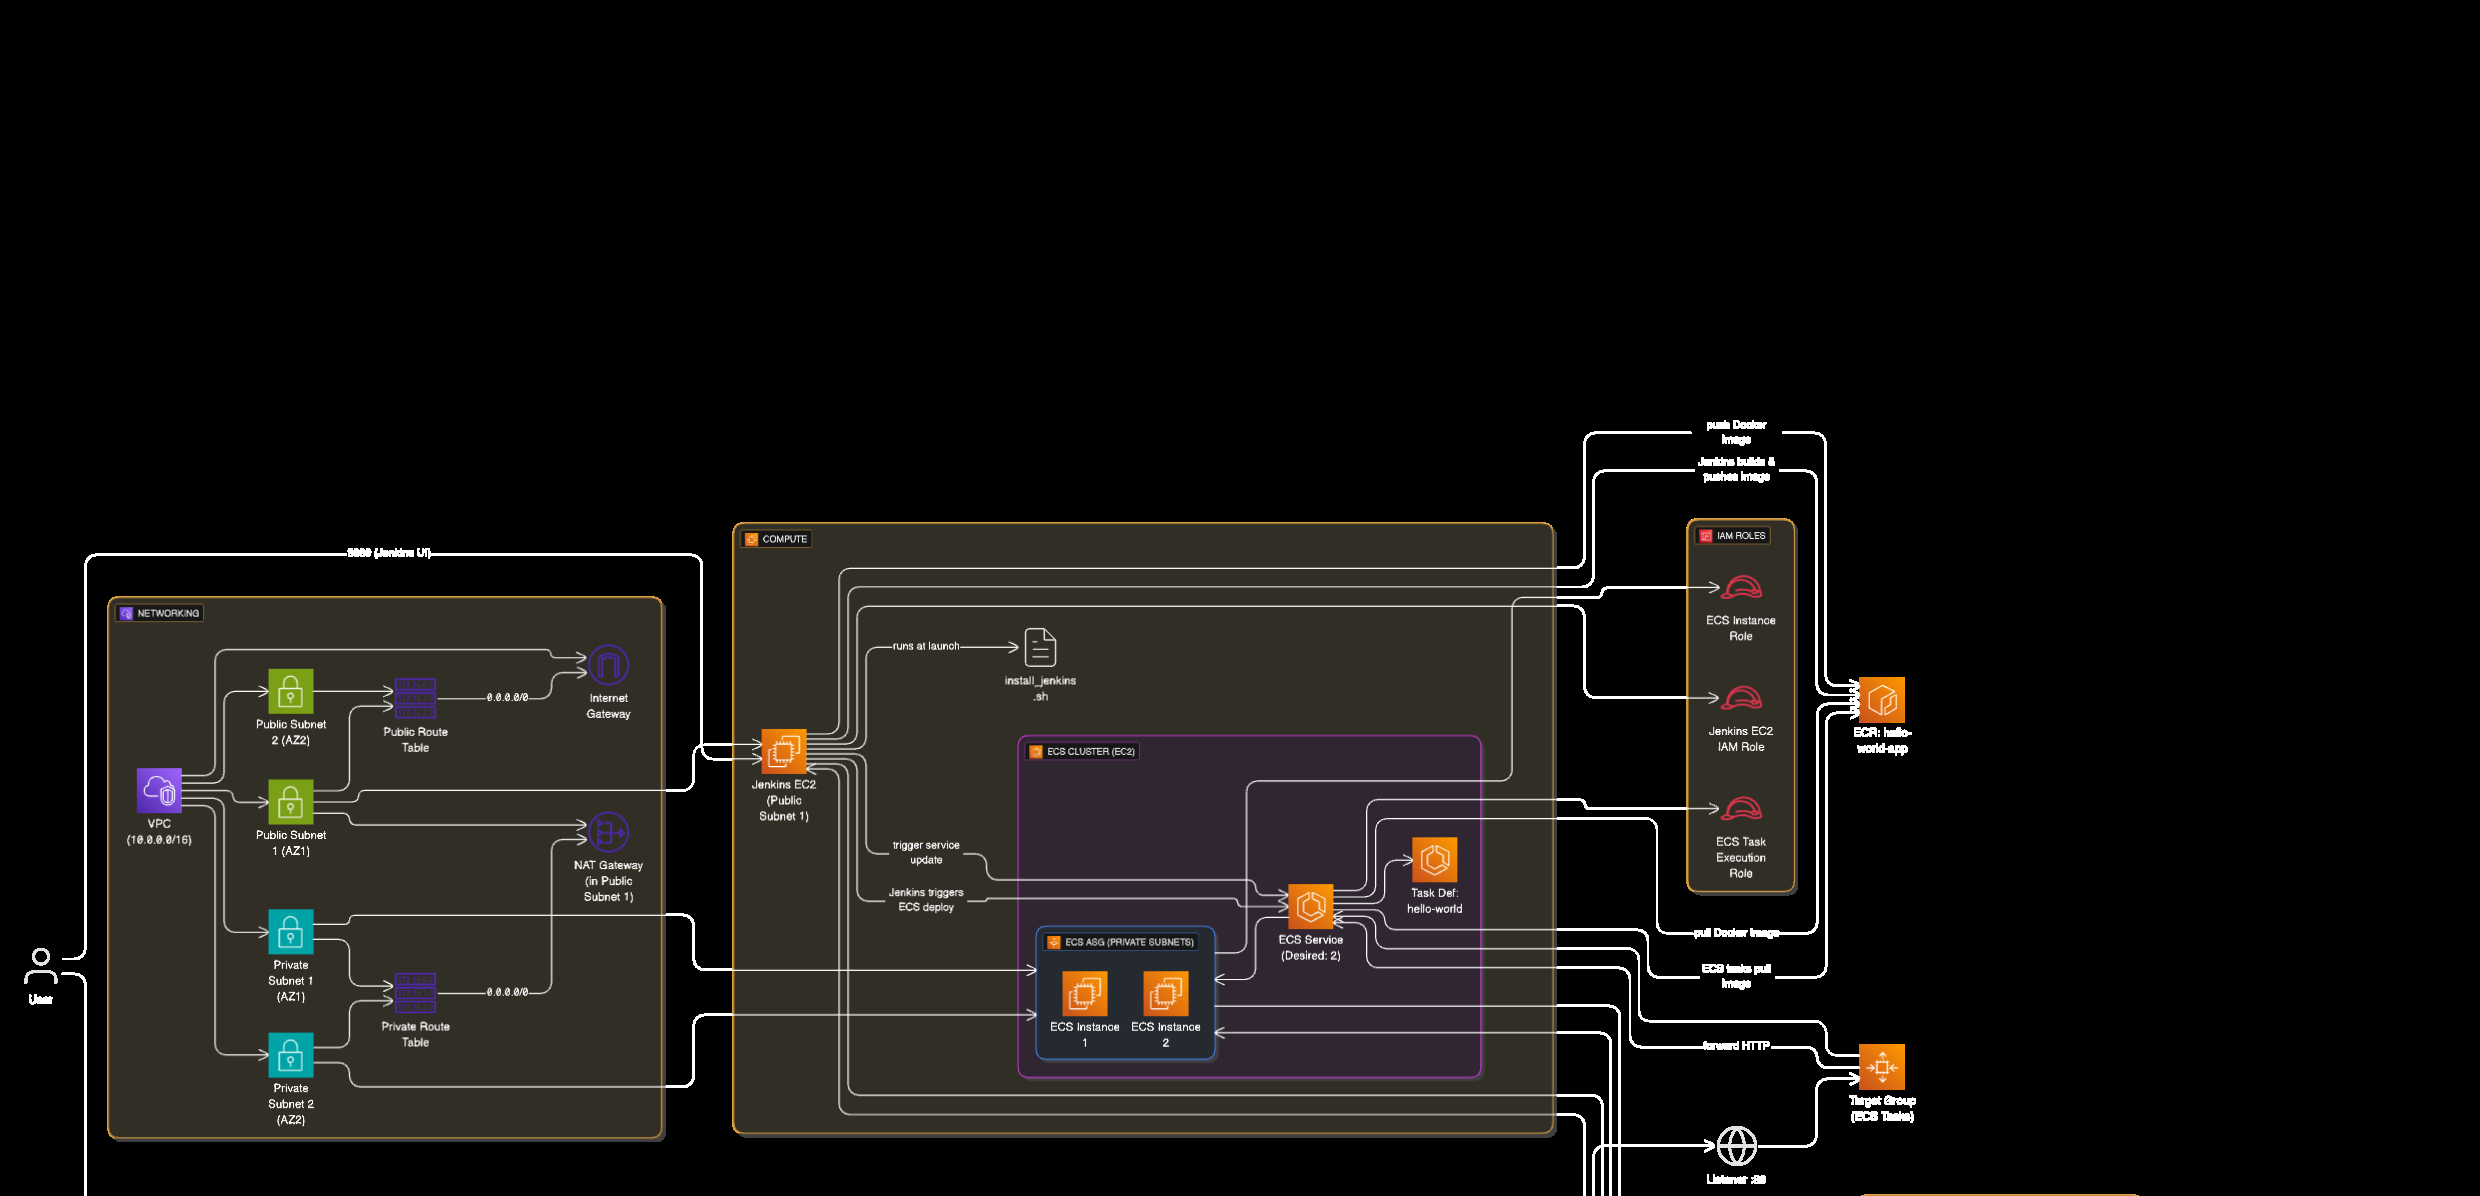 push Docker
image
Jenkins builds &
pushes image
COMPUTE
IAM ROLES
8080 (Jenkins UI)
NETWORKING
ECS Instance
Role
runs at launch
install_jenkins
.sh
Internet
Gateway
0.0.0.0/0
Public Subnet
2 (AZ2)
Public Route
Table
Jenkins EC2
IAM Role
ECR: hello-
world-app
ECS CLUSTER (EC2)
Jenkins EC2
(Public
Subnet 1)
VPC
(10.0.0.0/16)
Public Subnet
1 (AZ1)
NAT Gateway
(in Public
Subnet 1)
trigger service
update
Jenkins triggers
ECS deploy
ECS Task
Execution
Role
Task Def:
hello-world
ECS Service
(Desired: 2)
pull Docker image
ECS ASG (PRIVATE SUBNETS)
ECS tasks pull
image
Private
Subnet 1
(AZ1)
0.0.0.0/0
User
Private Route
Table
ECS Instance
1
ECS Instance
2
forward HTTP
Private
Subnet 2
(AZ2)
Target Group
(ECS Tasks)
Listener :80